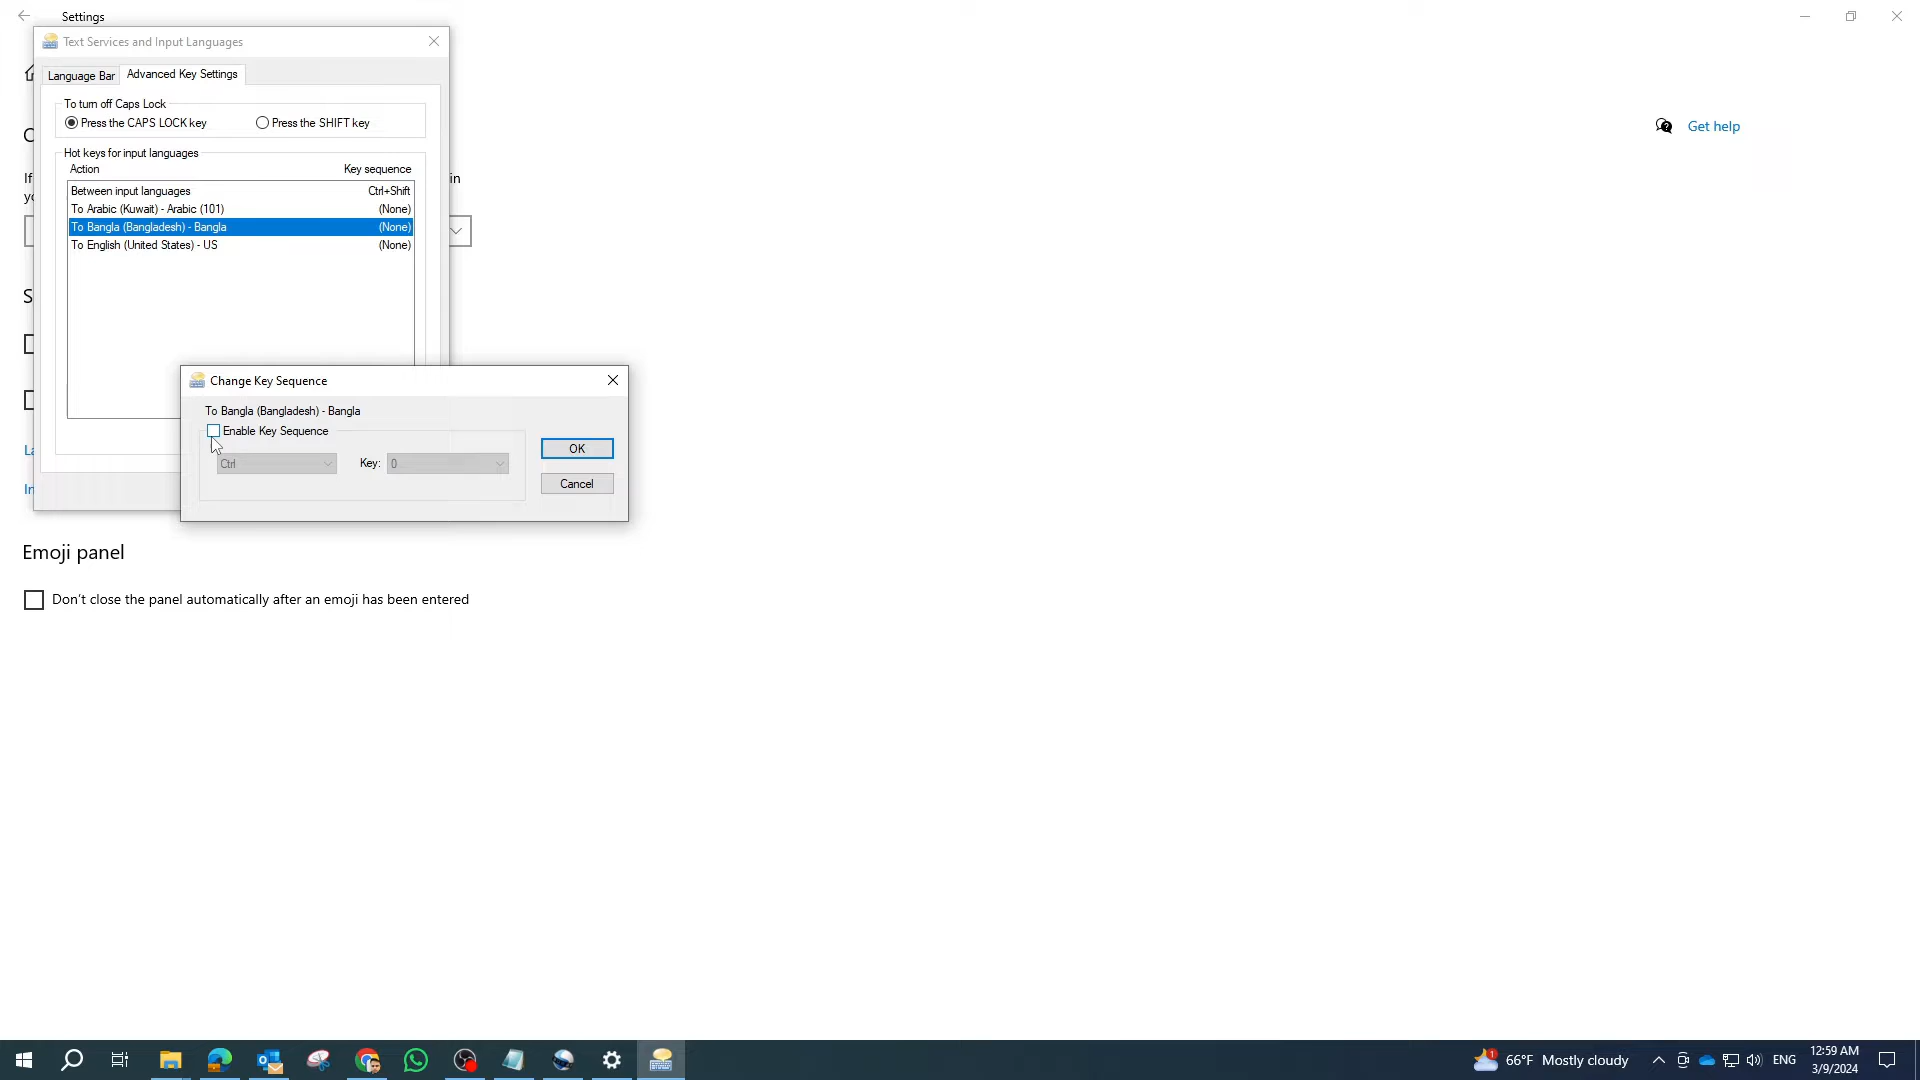 Settings
Text Services and Input Languages
Language Bar
Advanced Key Settings
To turn off Caps Lock
Press the CAPS LOCK key
Press the SHIFT key
Get help
Hot keys for input languages
Action
Key sequence
If
in
Between input languages
Ctrl+Shift
To Arabic (Kuwait) - Arabic (101)
(None)
To Bangla (Bangladesh) - Bangla
(None)
To English (United States) - US
(None)
Change Key Sequence
To Bangla (Bangladesh) - Bangla
Enable Key Sequence
OK
Ctrl
Key:
0
Cancel
Emoji panel
Don't close the panel automatically after an emoji has been entered
1
66°F Mostly cloudy
ENG
12:59 AM
3/9/2024